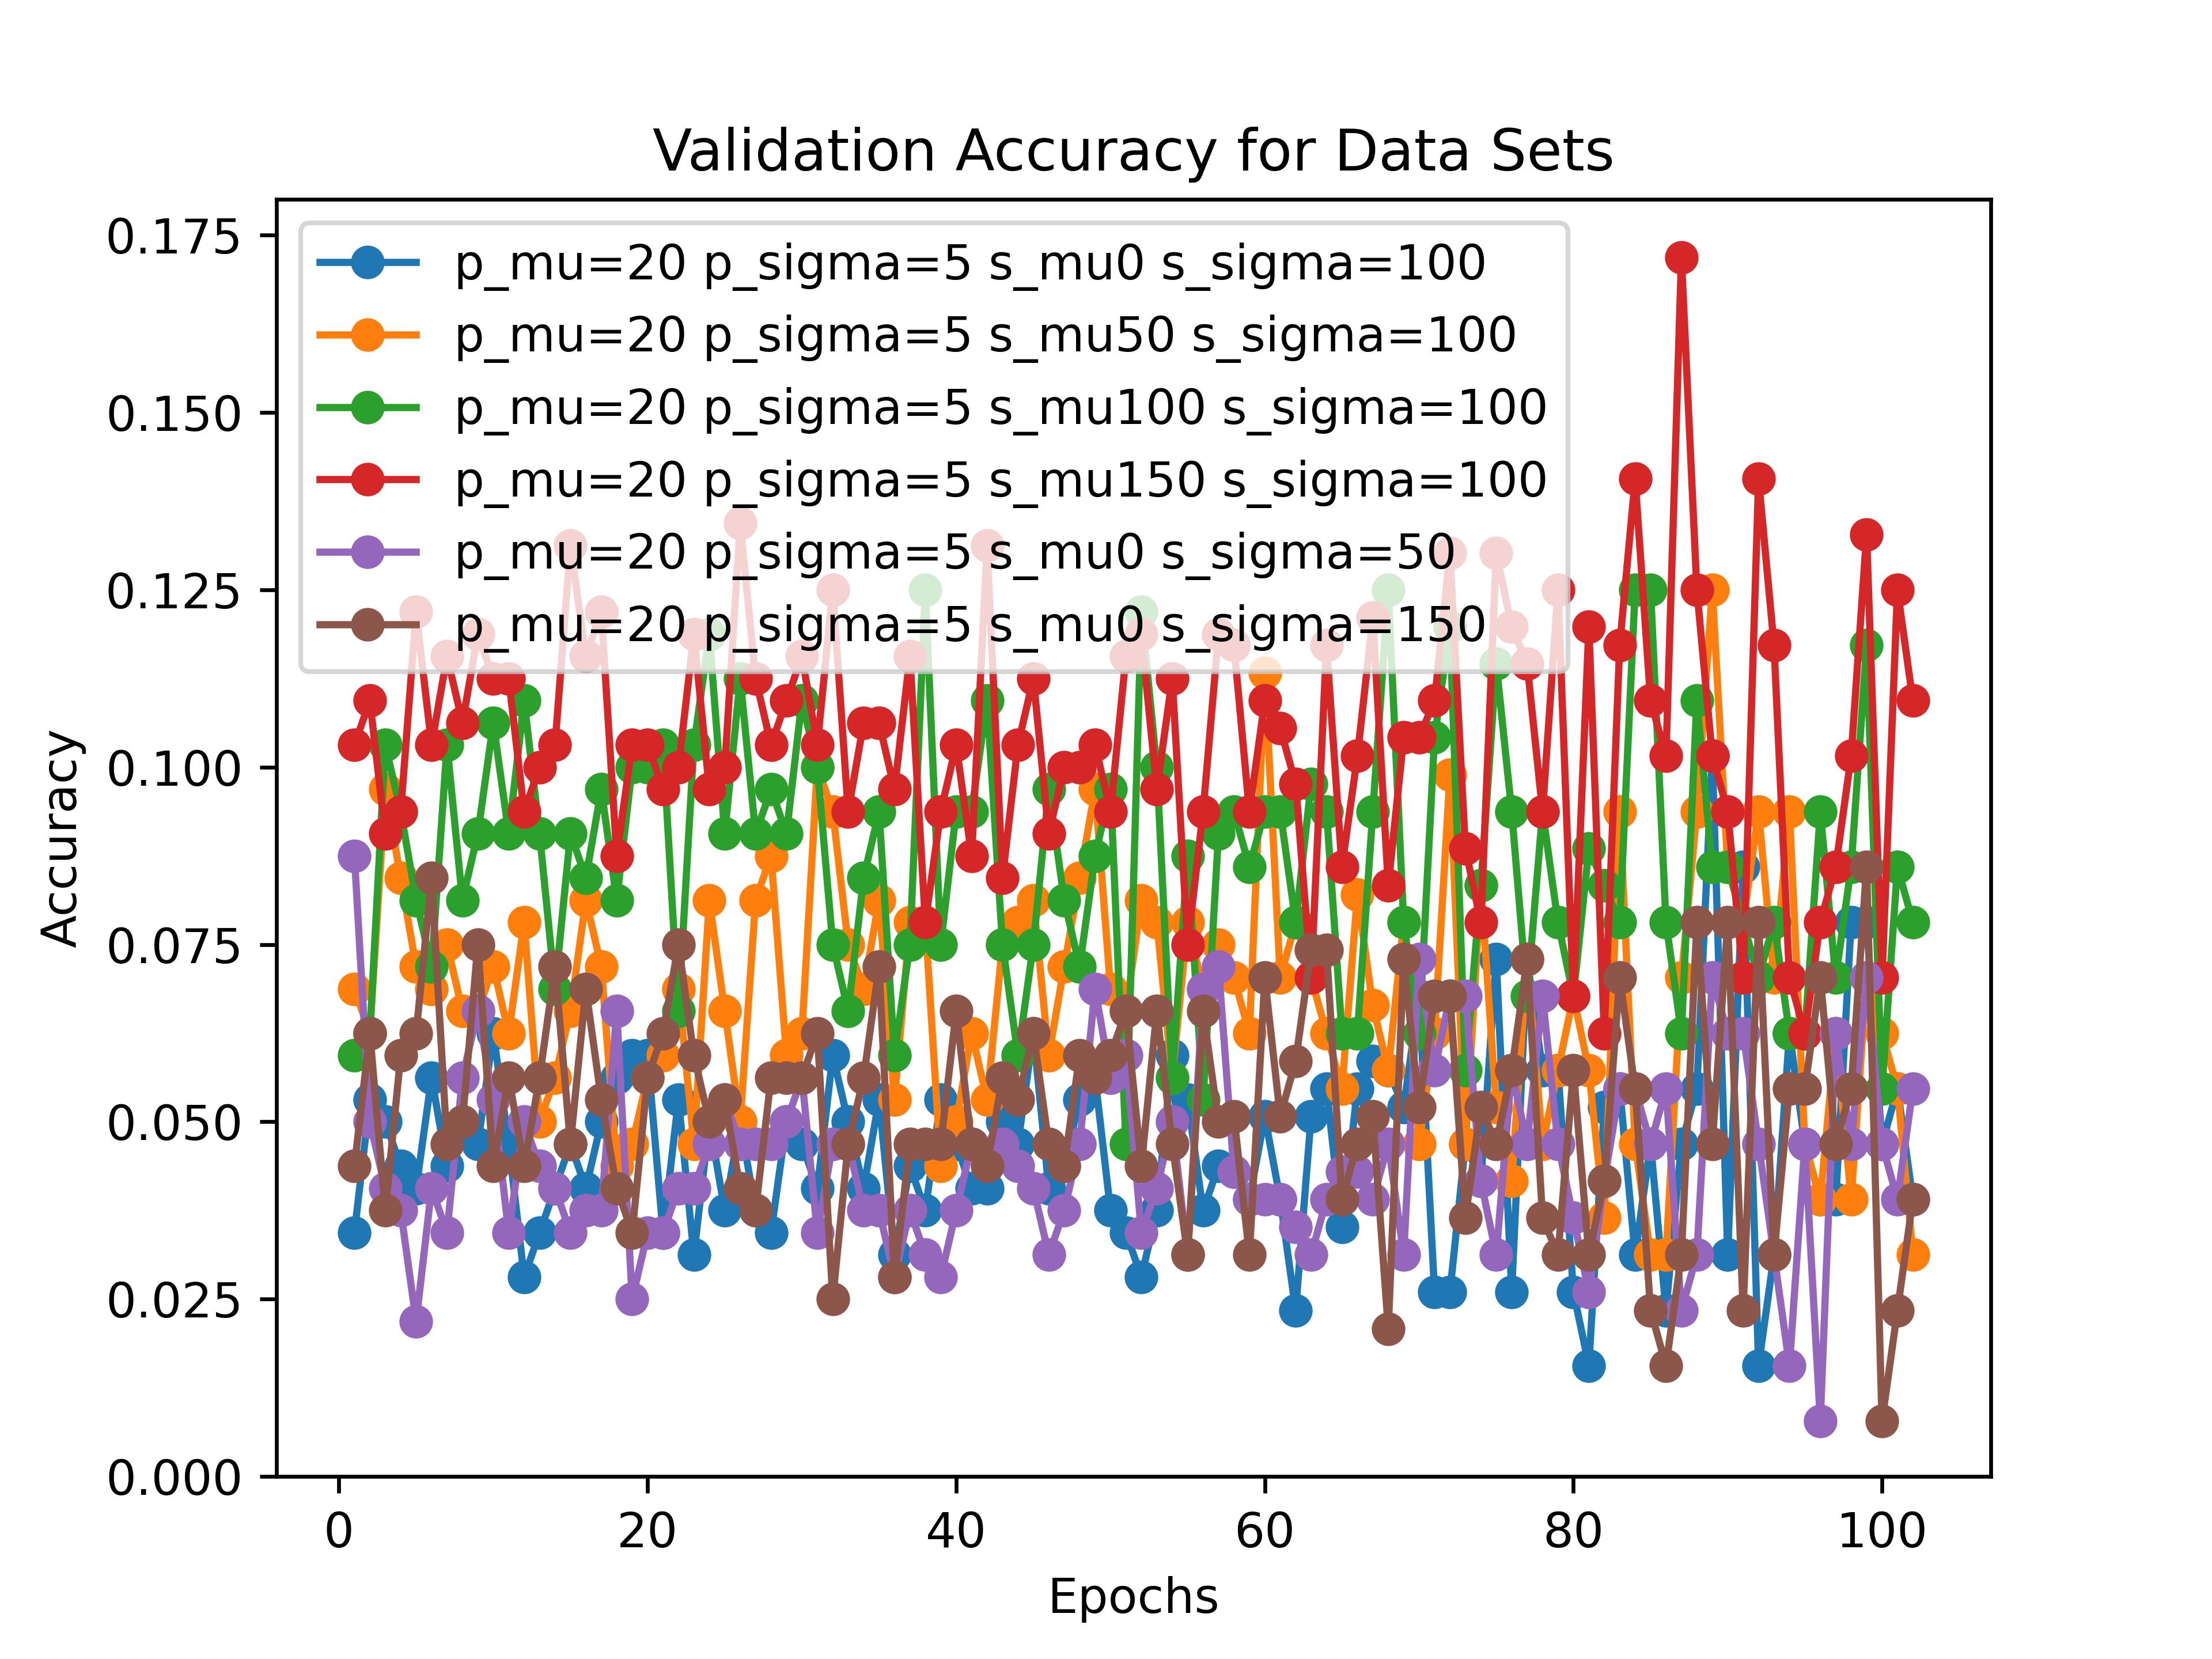 Validation Accuracy for Data Sets
0.175
0.150
0.125
0.100
0.075
0.050
0.025
0.000
Accuracy
p_mu=20 p_sigma=5 s_mu0 s_sigma=100
p_mu=20 p_sigma=5 s_mu50 s_sigma=100
p_mu=20 p_sigma=5 s_mu100 s_sigma=100
p_mu=20 p_sigma=5 s_mu150 s_sigma=100
p_mu=20 p_sigma=5 s_mu0 s_sigma=50
p_mu=20 p_sigma=5 s_mu0 s_sigma=150
0 20 40 60 80 100
Epochs